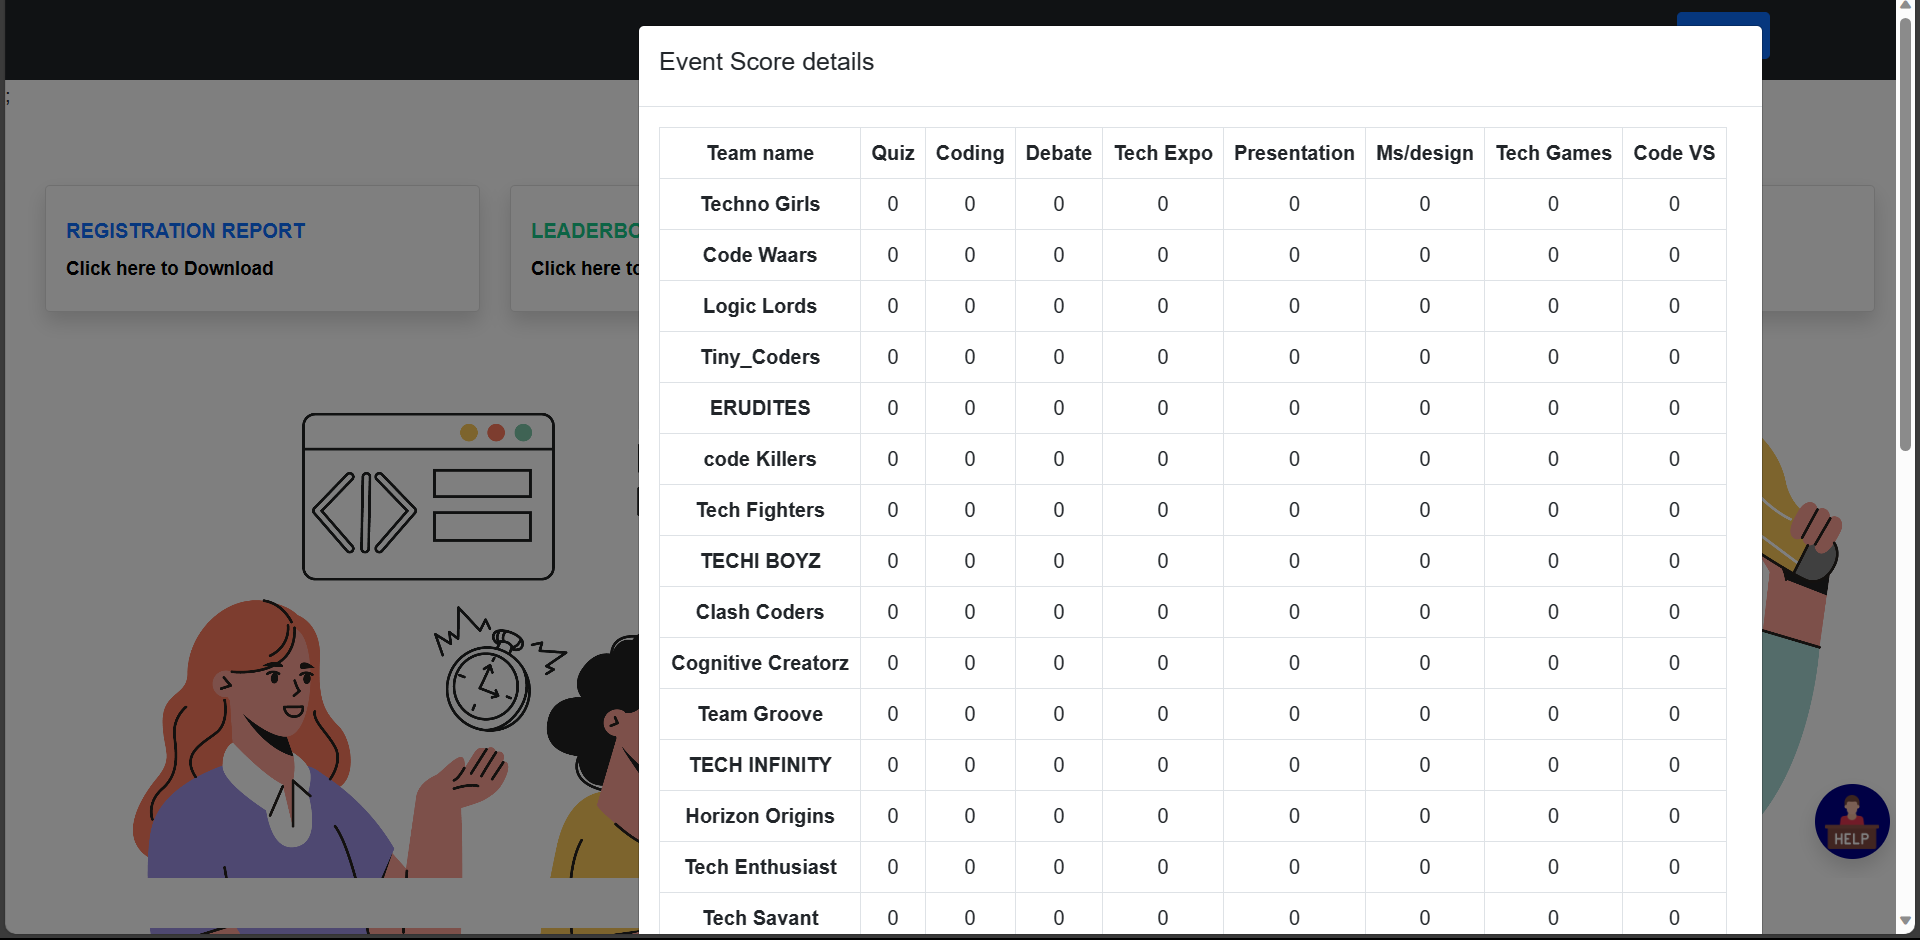 Event Score details
;
REGISTRATION REPORT
Click here to Download
LEADERBO
Click here to
Team name Quiz Coding Debate Tech Expo Presentation Ms/design Tech Games Code VS
Techno Girls 0 0 0 0 0 0 0 0
Code Waars 0 0 0 0 0 0 0 0
Logic Lords 0 0 0 0 0 0 0 0
Tiny_Coders 0 0 0 0 0 0 0 0
ERUDITES 0 0 0 0 0 0 0 0
code Killers 0 0 0 0 0 0 0 0
Tech Fighters 0 0 0 0 0 0 0 0
TECHI BOYZ 0 0 0 0 0 0 0 0
Clash Coders 0 0 0 0 0 0 0 0
Cognitive Creatorz 0 0 0 0 0 0 0 0
Team Groove 0 0 0 0 0 0 0 0
TECH INFINITY 0 0 0 0 0 0 0 0
Horizon Origins 0 0 0 0 0 0 0 0
Tech Enthusiast 0 0 0 0 0 0 0 0
Tech Savant 0 0 0 0 0 0 0 0
HELP